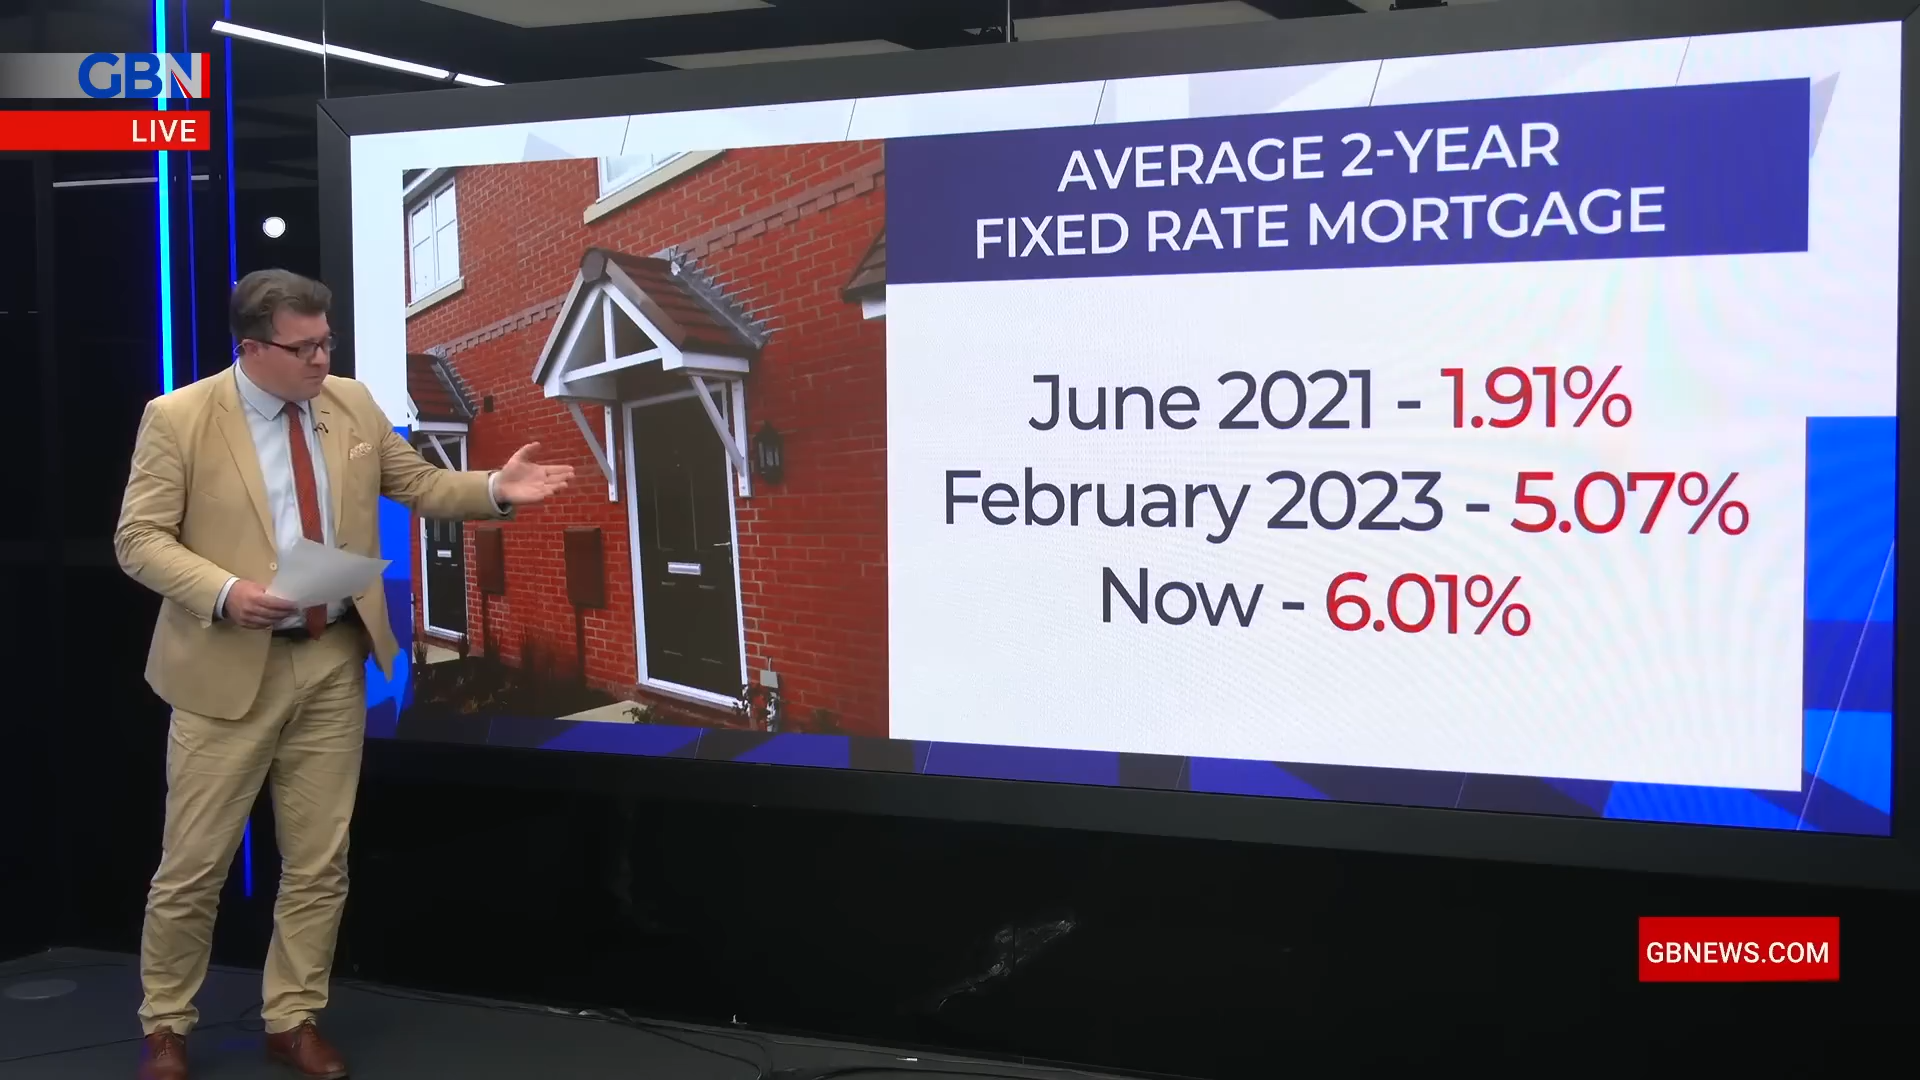 GBN
LIVE
AVERAGE 2-YEAR
FIXED RATE MORTGAGE
June 2021 - 1.91%
February 2023 - 5.07%
Now - 6.01%
GBNEWS.COM